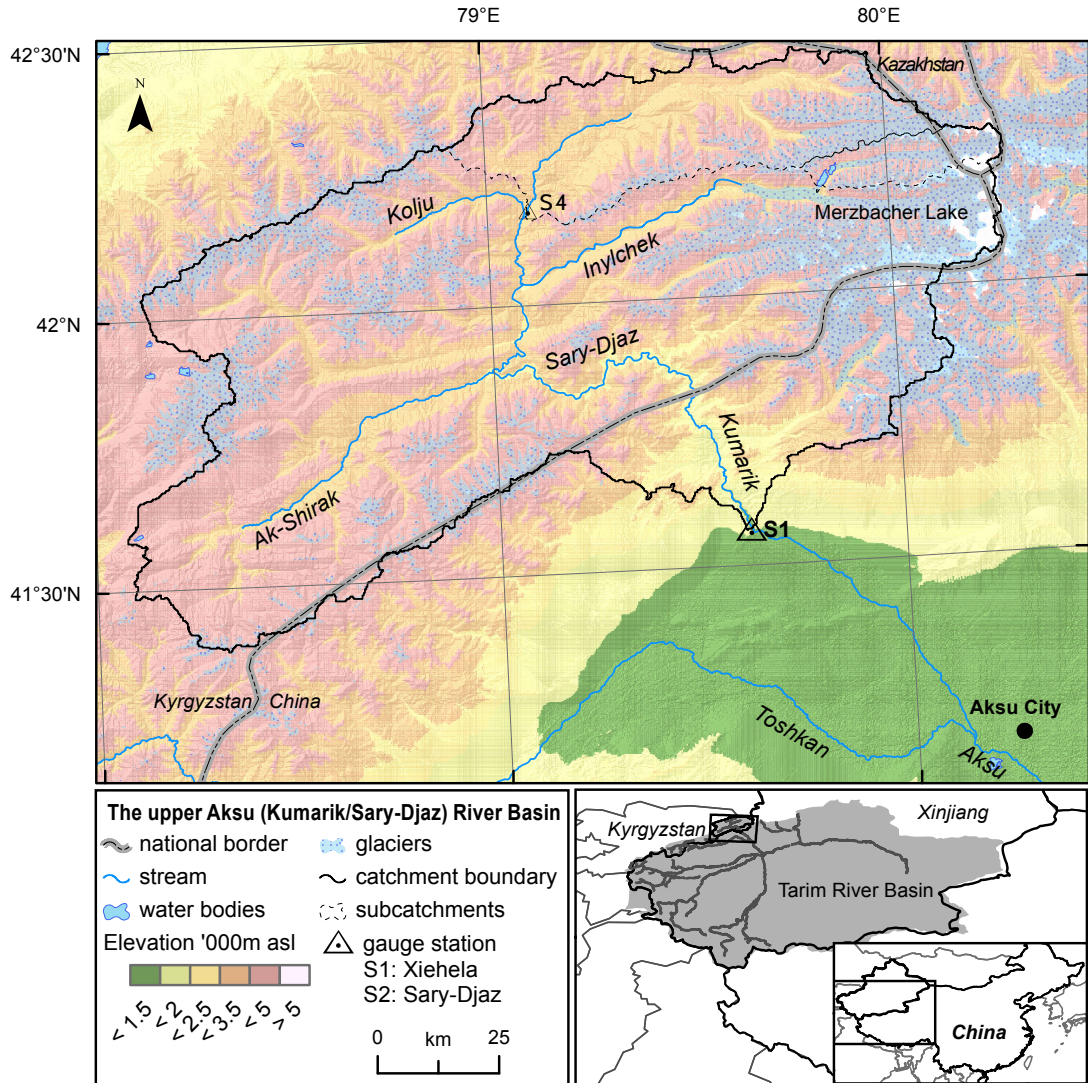 79°E
80°E
42°30'N
Kazakhstan
N
Kolju
S4
Merzbacher Lake
Inylchek
42°N
Sary-Djaz
Kumarik
Ak-Shirak
S1
41°30'N
Kyrgyzstan
China
Toshkan
Aksu City
Aksu
The upper Aksu (Kumarik/Sary-Djaz) River Basin
national border
glaciers
stream
catchment boundary
water bodies
subcatchments
Elevation '000m asl
gauge station
S1: Xiehela
S2: Sary-Djaz
< 1.5
< 2
< 2.5
< 3.5
< 5
> 5
0
km
25
Kyrgyzstan
Xinjiang
Tarim River Basin
China